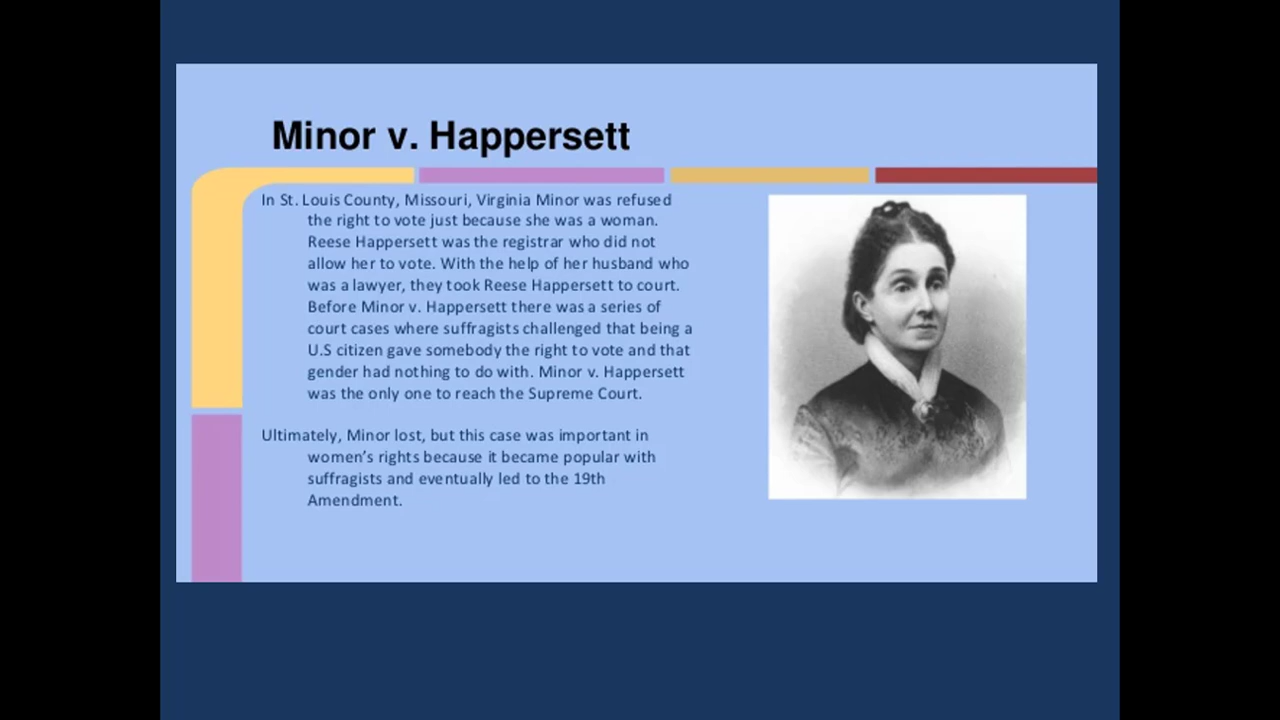 Minor v. Happersett
In St. Louis County, Missouri, Virginia Minor was refused
the right to vote just because she was a woman.
Reese Happersett was the registrar who did not
allow her to vote. With the help of her husband who
was a lawyer, they took Reese Happersett to court.
Before Minor v. Happersett there was a series of
court cases where suffragists challenged that being a
U.S citizen gave somebody the right to vote and that
gender had nothing to do with. Minor v. Happersett
was the only one to reach the Supreme Court.
Ultimately, Minor lost, but this case was important in
women’s rights because it became popular with
suffragists and eventually led to the 19th
Amendment.